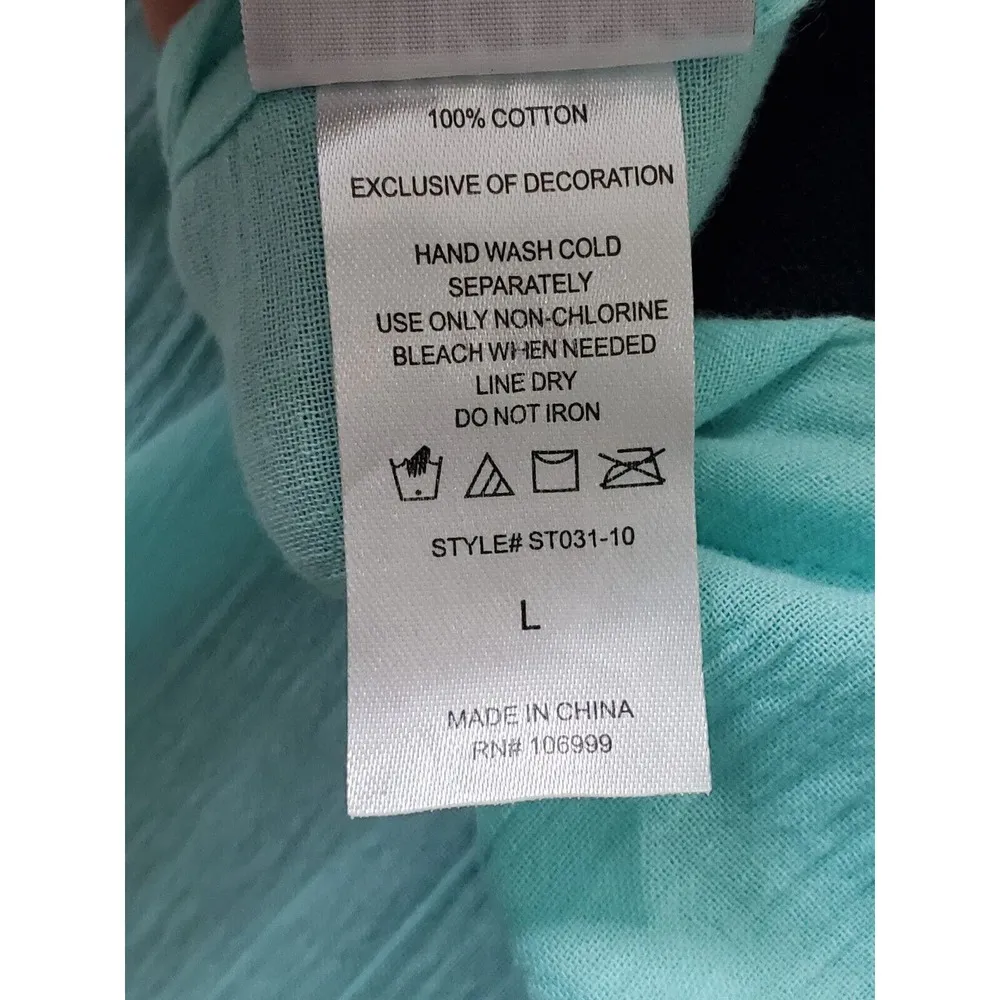 100% COTTON
EXCLUSIVE OF DECORATION
HAND WASH COLD
SEPARATELY
USE ONLY NON-CHLORINE
BLEACH WHEN NEEDED
LINE DRY
DO NOT IRON
STYLE# ST031-10
L
MADE IN CHINA
RN# 106999